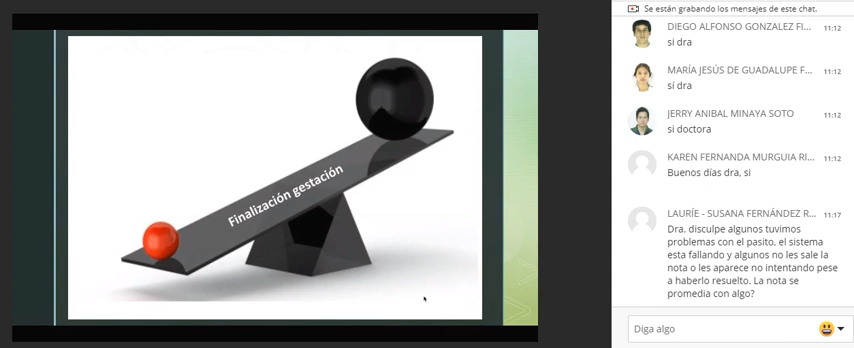 Finalización gestación
Se están grabando los mensajes de este chat.
DIEGO ALFONSO GONZALEZ FI... 11:12
si dra
MARÍA JESÚS DE GUADALUPE F... 11:12
sí dra
JERRY ANIBAL MINAYA SOTO 11:12
si doctora
KAREN FERNANDA MURGUIA RI... 11:12
Buenos días dra, si
LAURÍE - SUSANA FERNÁNDEZ R... 11:17
Dra. disculpe algunos tuvimos
problemas con el pasito. el sistema
esta fallando y algunos no les sale la
nota o les aparece no intentando pese
a haberlo resuelto. La nota se
promedia con algo?
Diga algo